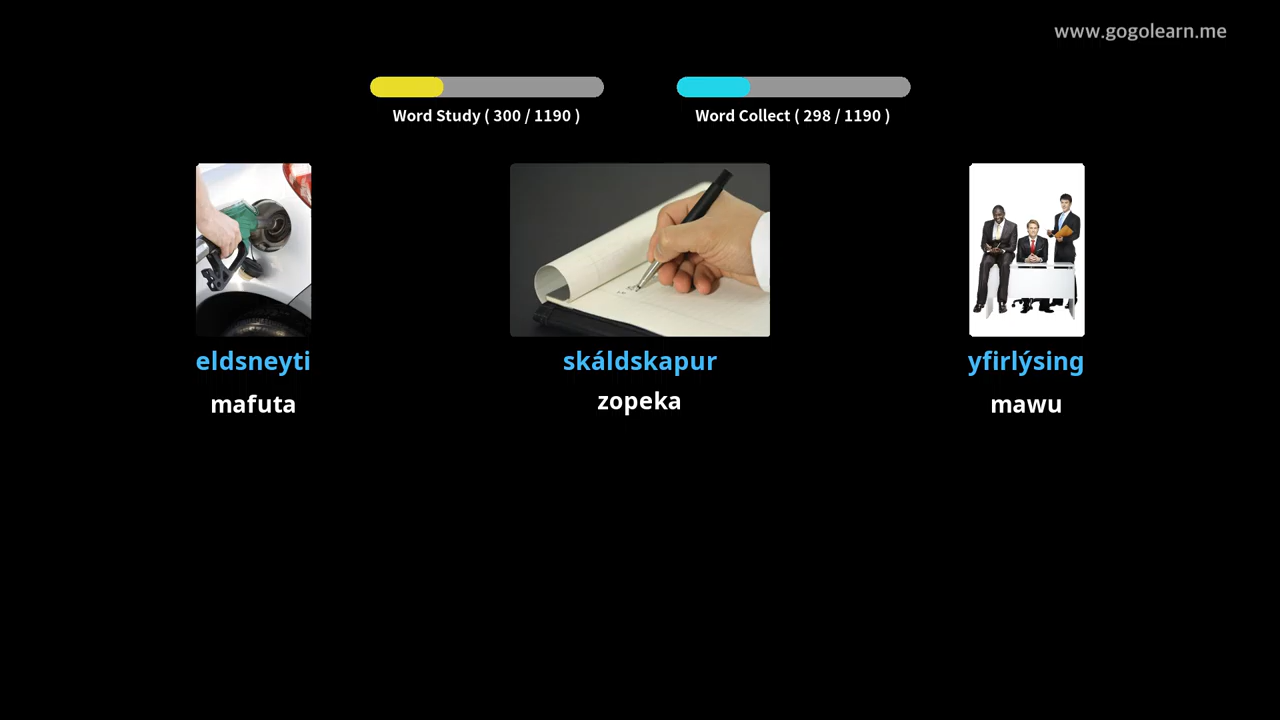 www.gogolearn.me
Word Study ( 300 / 1190 )
Word Collect ( 298 / 1190 )
eldsneyti
skáldskapur
yfirlýsing
mafuta
zopeka
mawu